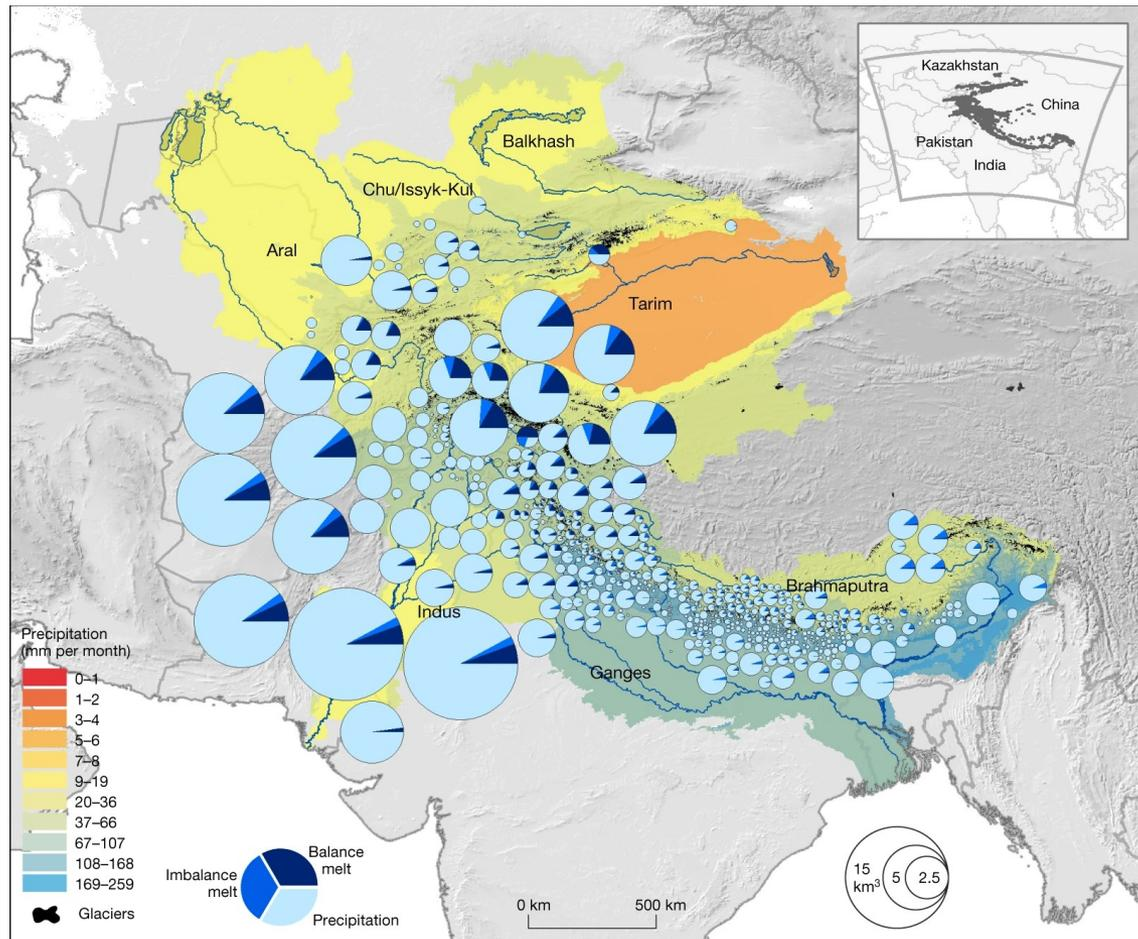 Kazakhstan
China
Pakistan
India
Balkhash
Chu/Issyk-Kul
Aral
Tarim
Brahmaputra
Indus
Ganges
Precipitation
(mm per month)
0–1
1–2
3–4
5–6
7–8
9–19
20–36
37–66
67–107
108–168
169–259
Glaciers
Imbalance
melt
Balance
melt
Precipitation
0 km 500 km
15
km³
5
2.5